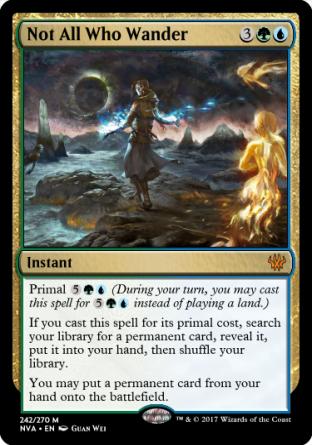 Not All Who Wander 3
Instant
Primal 5 (During your turn, you may cast
this spell for 5 instead of playing a land.)
If you cast this spell for its primal cost, search
your library for a permanent card, reveal it,
put it into your hand, then shuffle your
library.
You may put a permanent card from your
hand onto the battlefield.
242/270 M
NVA • EN Guan Wei
™ & © 2017 Wizards of the Coast